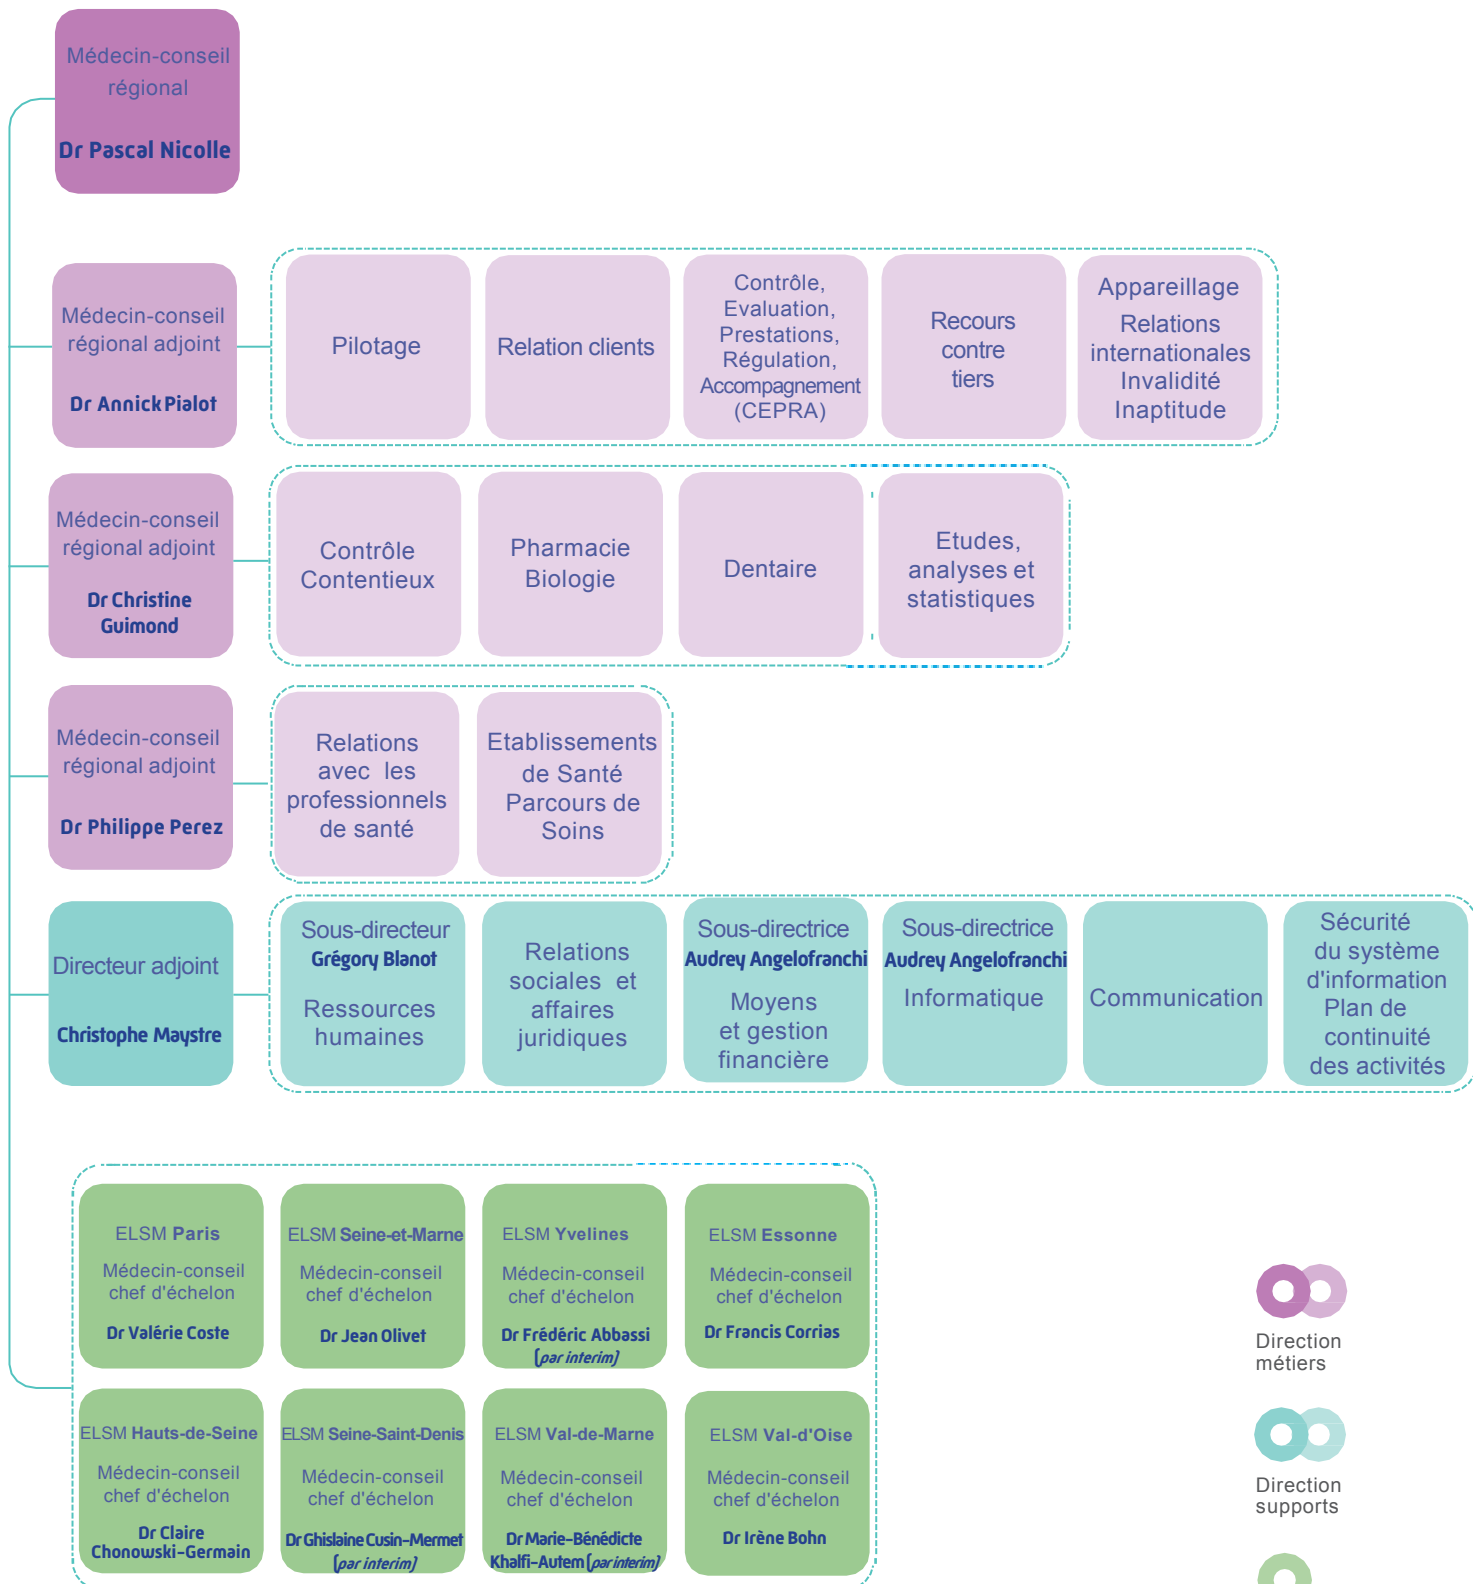 Médecin-conseil
régional
Dr Pascal Nicolle
Médecin-conseil
régional adjoint
Dr Annick Pialot
Pilotage
Relation clients
Contrôle,
Evaluation,
Prestations,
Régulation,
Accompagnement
(CEPRA)
Recours
contre
tiers
Appareillage
Relations
internationales
Invalidité
Inaptitude
Médecin-conseil
régional adjoint
Dr Christine
Guimond
Contrôle
Contentieux
Pharmacie
Biologie
Dentaire
Etudes,
analyses et
statistiques
Médecin-conseil
régional adjoint
Dr Philippe Perez
Relations
avec les
professionnels
de santé
Etablissements
de Santé
Parcours de
Soins
Directeur adjoint
Christophe Maystre
Sous-directeur
Grégory Blanot
Ressources
humaines
Relations
sociales et
affaires
juridiques
Sous-directrice
Audrey Angelofranchi
Moyens
et gestion
financière
Sous-directrice
Audrey Angelofranchi
Informatique
Communication
Sécurité
du système
d'information
Plan de
continuité
des activités
ELSM Paris
Médecin-conseil
chef d'échelon
Dr Valérie Coste
ELSM Seine-et-Marne
Médecin-conseil
chef d'échelon
Dr Jean Olivet
ELSM Yvelines
Médecin-conseil
chef d'échelon
Dr Frédéric Abbassi
(par interim)
ELSM Essonne
Médecin-conseil
chef d'échelon
Dr Francis Corrias
ELSM Hauts-de-Seine
Médecin-conseil
chef d'échelon
Dr Claire
Chonowski-Germain
ELSM Seine-Saint-Denis
Médecin-conseil
chef d'échelon
Dr Ghislaine Cusin-Mermet
(par interim)
ELSM Val-de-Marne
Médecin-conseil
chef d'échelon
Dr Marie-Bénédicte
Khalfi-Autem (par interim)
ELSM Val-d'Oise
Médecin-conseil
chef d'échelon
Dr Irène Bohn
Direction
métiers
Direction
supports